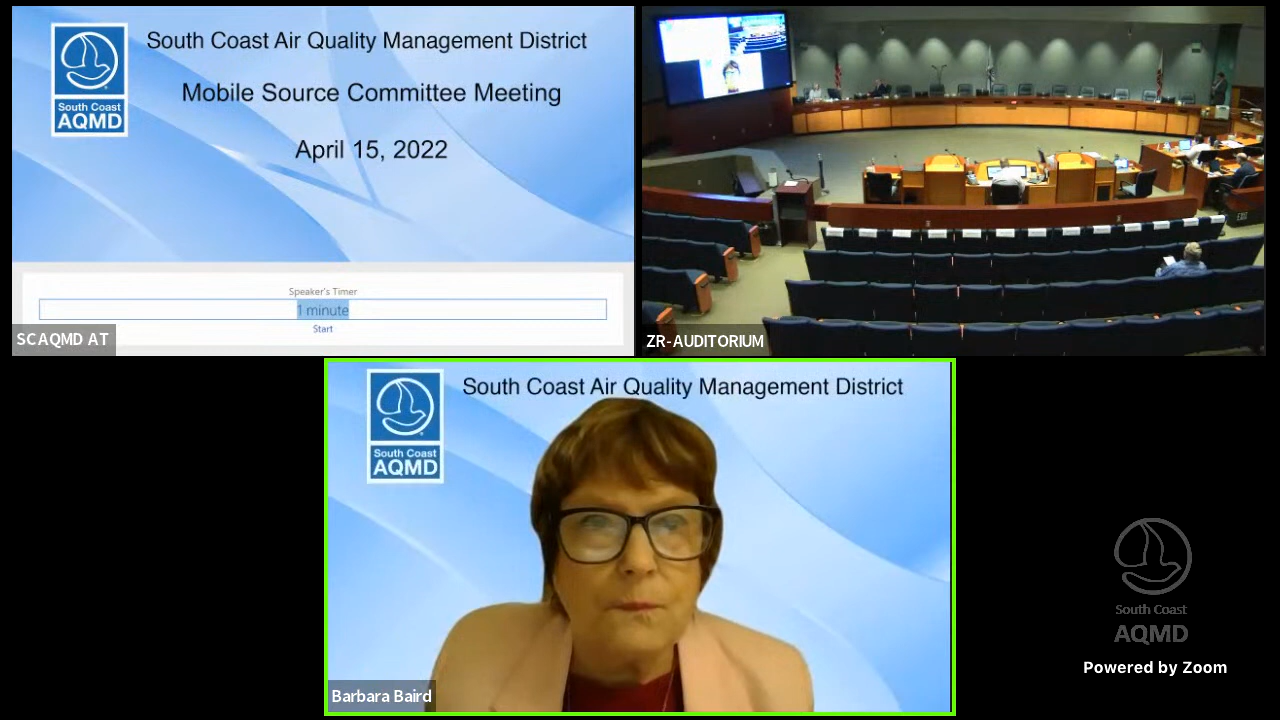 South Coast
AQMD
South Coast Air Quality Management District
Mobile Source Committee Meeting
April 15, 2022
Speaker's Timer
1 minute
Start
SCAQMD AT
EXIT
ZR-AUDITORIUM
South Coast
AQMD
South Coast Air Quality Management District
Barbara Baird
South Coast
AQMD
Powered by Zoom